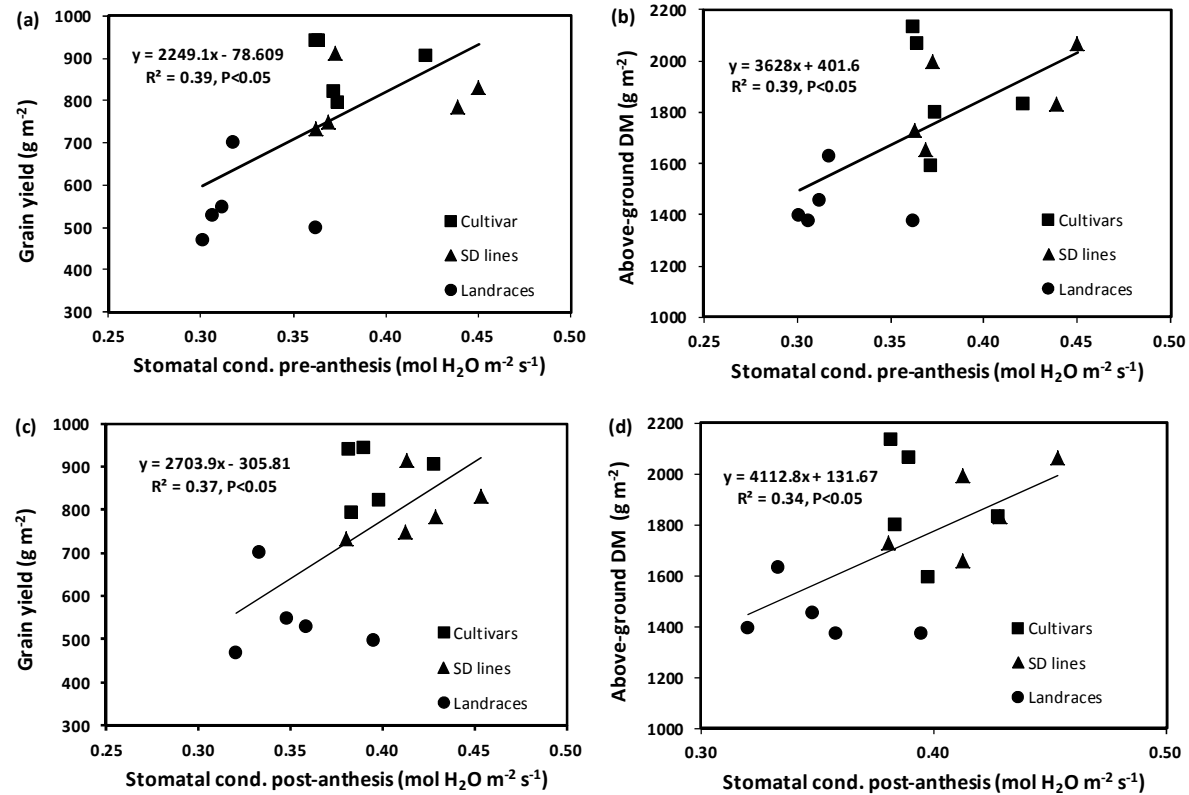 (a)
1000
900
800
700
600
500
400
300
y = 2249.1x - 78.609
R² = 0.39, P<0.05
Cultivar
SD lines
Landraces
Grain yield (g m⁻²)
0.25 0.30 0.35 0.40 0.45 0.50
Stomatal cond. pre-anthesis (mol H₂O m⁻² s⁻¹)
(b)
2200
2000
1800
1600
1400
1200
1000
y = 3628x + 401.6
R² = 0.39, P<0.05
Cultivars
SD lines
Landraces
Above-ground DM (g m⁻²)
0.25 0.30 0.35 0.40 0.45 0.50
Stomatal cond. pre-anthesis (mol H₂O m⁻² s⁻¹)
(c)
1000
900
800
700
600
500
400
300
y = 2703.9x - 305.81
R² = 0.37, P<0.05
Cultivars
SD lines
Landraces
Grain yield (g m⁻²)
0.25 0.30 0.35 0.40 0.45 0.50
Stomatal cond. post-anthesis (mol H₂O m⁻² s⁻¹)
(d)
2200
2000
1800
1600
1400
1200
1000
y = 4112.8x + 131.67
R² = 0.34, P<0.05
Cultivars
SD lines
Landraces
Above-ground DM (g m⁻²)
0.30 0.40 0.50
Stomatal cond. post-anthesis (mol H₂O m⁻² s⁻¹)